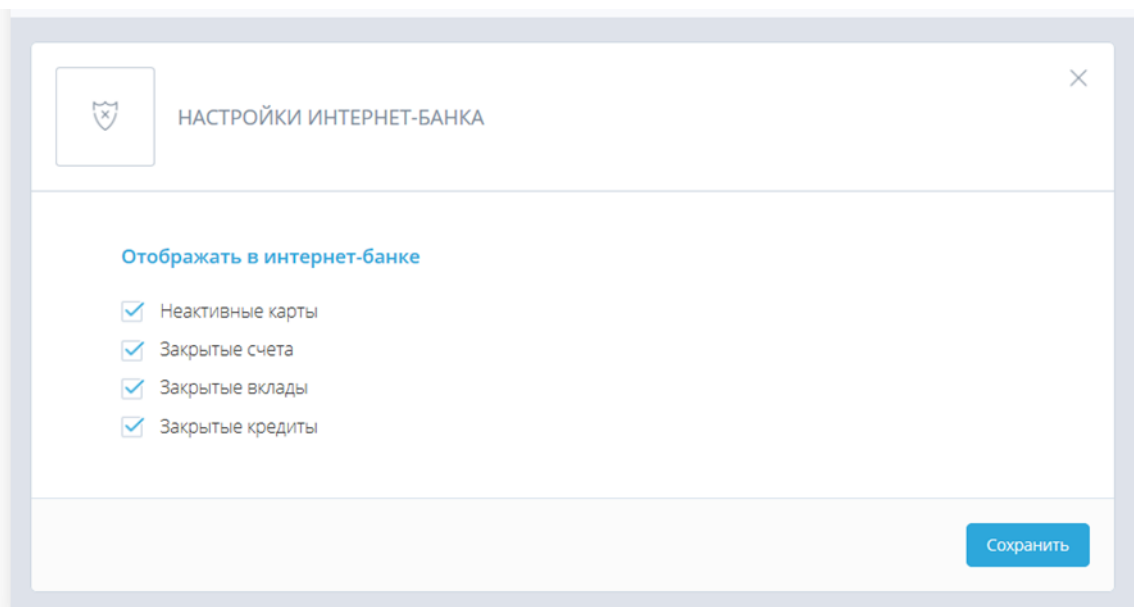 НАСТРОЙКИ ИНТЕРНЕТ-БАНКА
Отображать в интернет-банке
Неактивные карты
Закрытые счета
Закрытые вклады
Закрытые кредиты
Сохранить